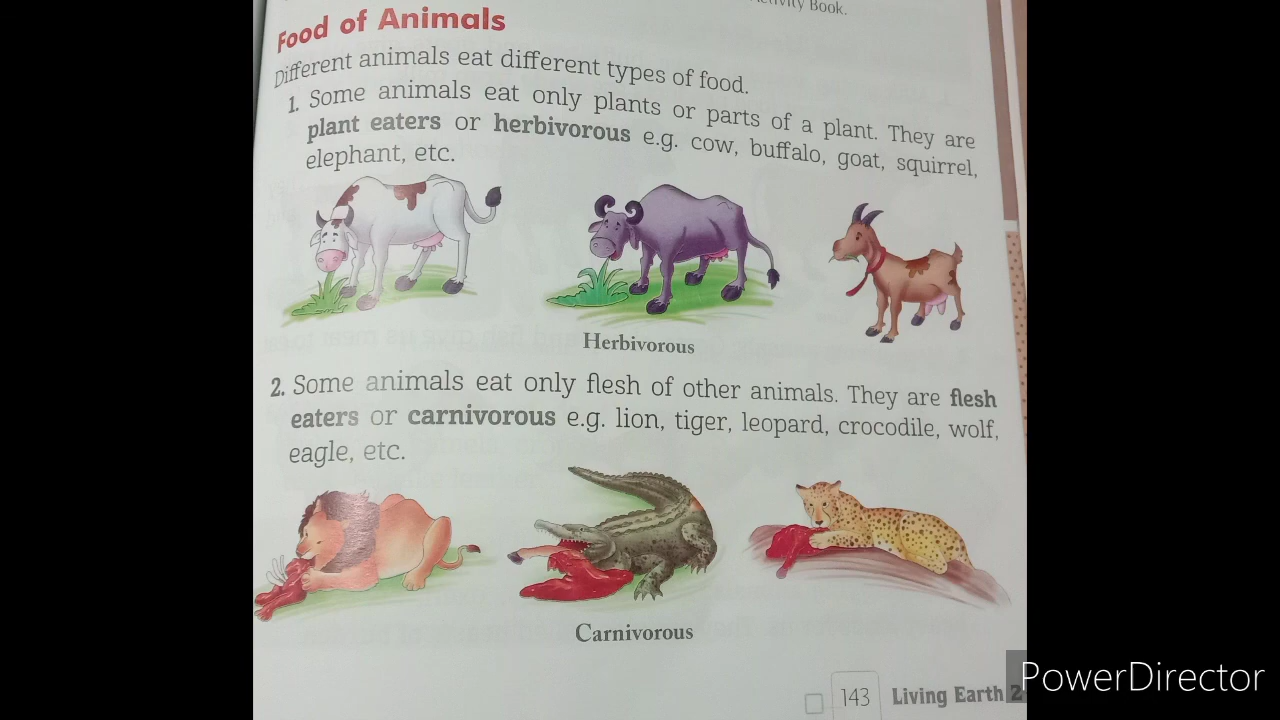 ctivity Book.
Food of Animals
Different animals eat different types of food.
1. Some animals eat only plants or parts of a plant. They are
plant eaters or herbivorous e.g. cow, buffalo, goat, squirrel,
elephant, etc.
Herbivorous
2. Some animals eat only flesh of other animals. They are flesh
eaters or carnivorous e.g. lion, tiger, leopard, crocodile, wolf,
eagle, etc.
Carnivorous
143 Living Earth 2
PowerDirector